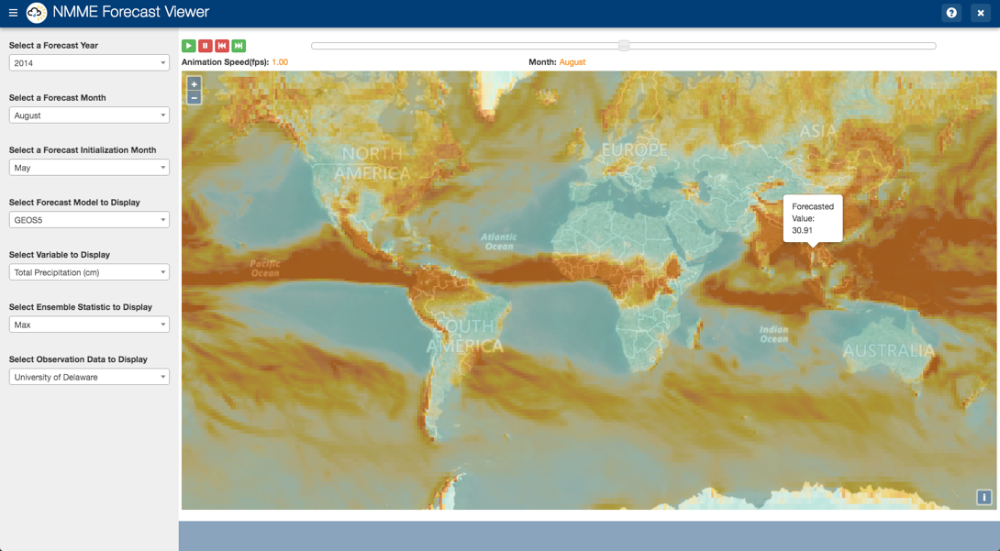 NMME Forecast Viewer
Select a Forecast Year
2014
Select a Forecast Month
August
Select a Forecast Initialization Month
May
Select Forecast Model to Display
GEOS5
Select Variable to Display
Total Precipitation (cm)
Select Ensemble Statistic to Display
Max
Select Observation Data to Display
University of Delaware
Animation Speed(fps): 1.00
Month: August
+
−
NORTH
AMERICA
EUROPE
ASIA
Forecasted
Value:
30.91
Atlantic
Ocean
Pacific
Ocean
AFRICA
SOUTH
AMERICA
Indian
Ocean
AUSTRALIA
i